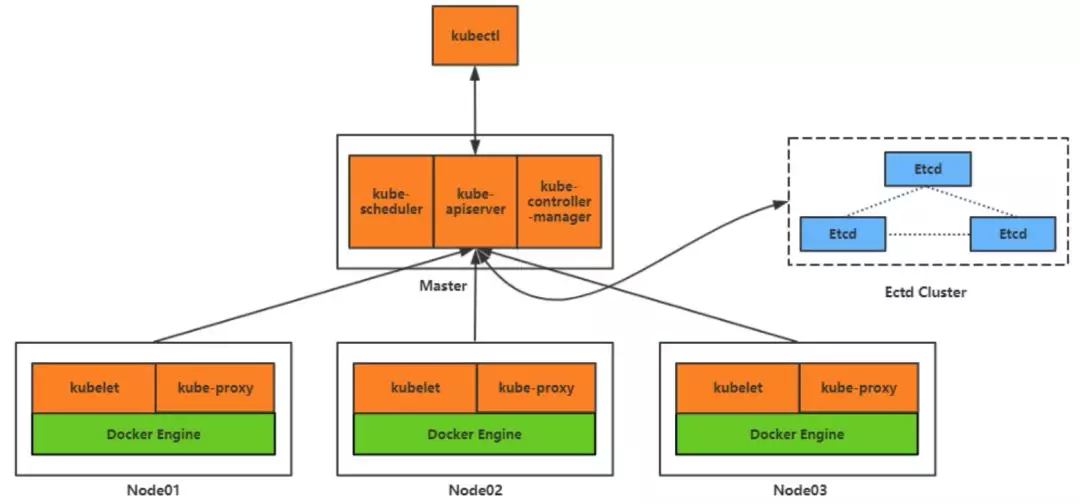 kubectl
kube-
scheduler
kube-
apiserver
kube-
controller
-manager
Master
Etcd
Etcd
Etcd
Ectd Cluster
kubelet
kube-proxy
Docker Engine
Node01
kubelet
kube-proxy
Docker Engine
Node02
kubelet
kube-proxy
Docker Engine
Node03